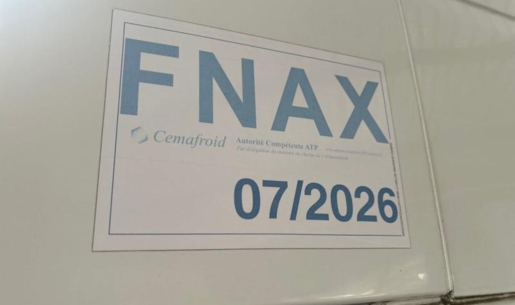 FNAX
Cemafroid Autorité Compétente ATP
07/2026